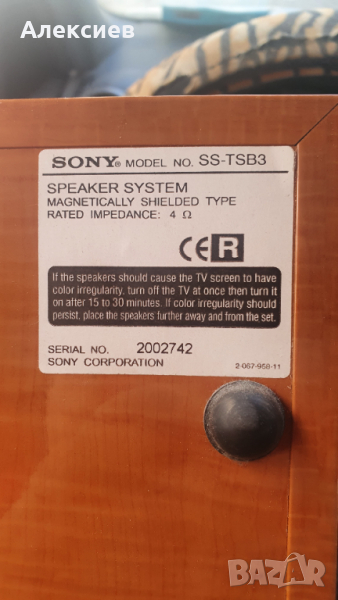 Алексиев
SONY® MODEL NO. SS-TSB3
SPEAKER SYSTEM
MAGNETICALLY SHIELDED TYPE
RATED IMPEDANCE: 4 Ω
CE R
If the speakers should cause the TV screen to have
color irregularity, turn off the TV at once then turn it
on after 15 to 30 minutes. If color irregularity should
persist, place the speakers further away and from the set.
SERIAL NO. 2002742
SONY CORPORATION 2-067-958-11
BAZAR